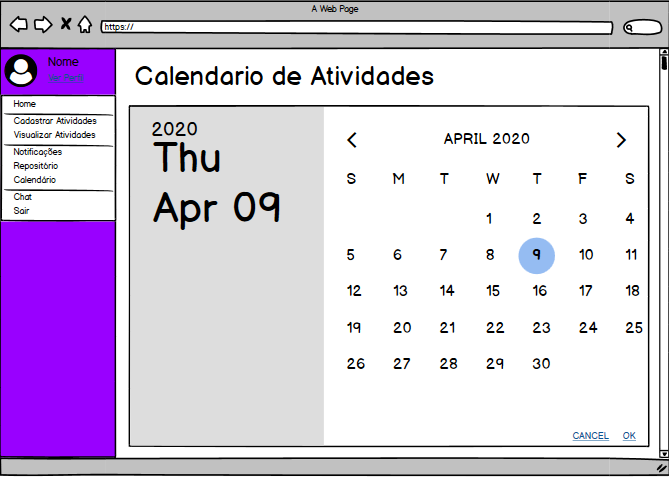 A Web Page
https://
Nome
Ver Perfil
Home
Cadastrar Atividades
Visualizar Atividades
Notificações
Repositório
Calendário
Chat
Sair
Calendario de Atividades
2020
Thu
Apr 09
APRIL 2020
S M T W T F S
1 2 3 4
5 6 7 8 9 10 11
12 13 14 15 16 17 18
19 20 21 22 23 24 25
26 27 28 29 30
CANCEL OK